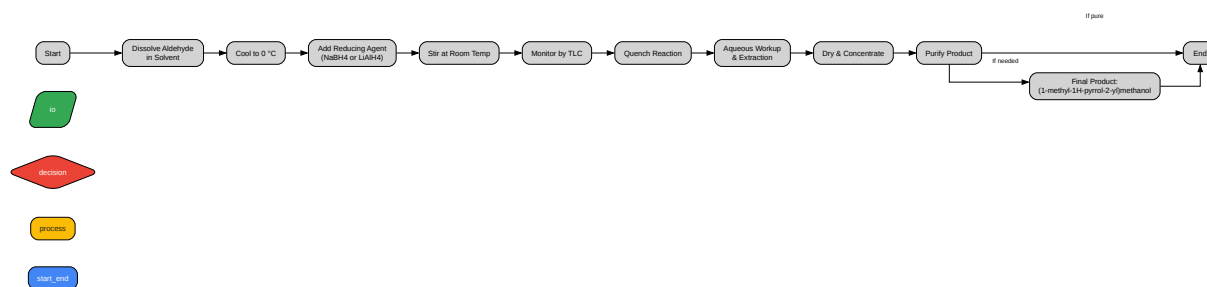 If pure
Start
Dissolve Aldehyde
in Solvent
Cool to 0 °C
Add Reducing Agent
(NaBH4 or LiAlH4)
Stir at Room Temp
Monitor by TLC
Quench Reaction
Aqueous Workup
& Extraction
Dry & Concentrate
Purify Product
End
If needed
Final Product:
(1-methyl-1H-pyrrol-2-yl)methanol
io
decision
process
start_end